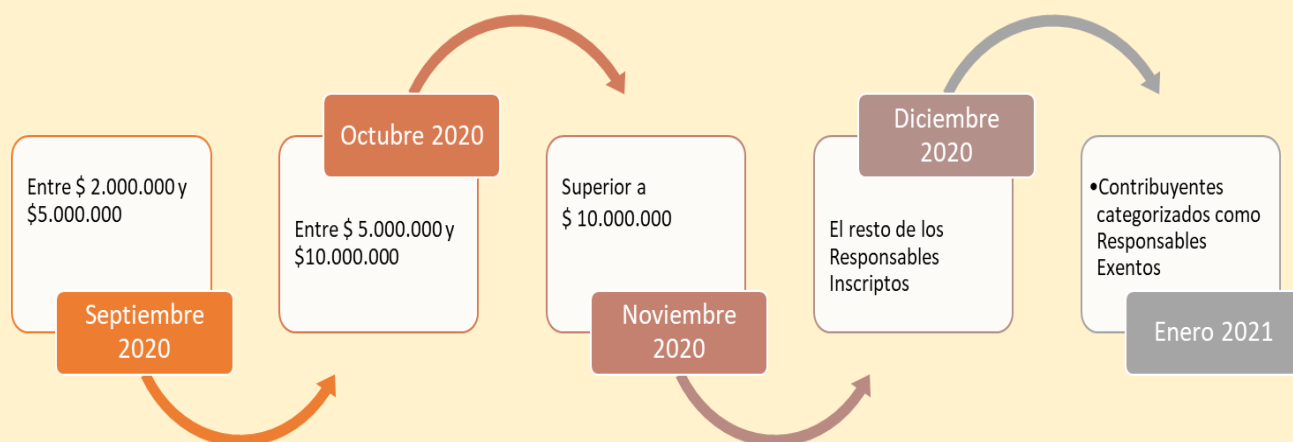 Entre $ 2.000.000 y
$5.000.000
Septiembre
2020
Octubre 2020
Entre $ 5.000.000 y
$10.000.000
Superior a
$ 10.000.000
Noviembre
2020
Diciembre
2020
El resto de los
Responsables
Inscriptos
•Contribuyentes
categorizados como
Responsables
Exentos
Enero 2021